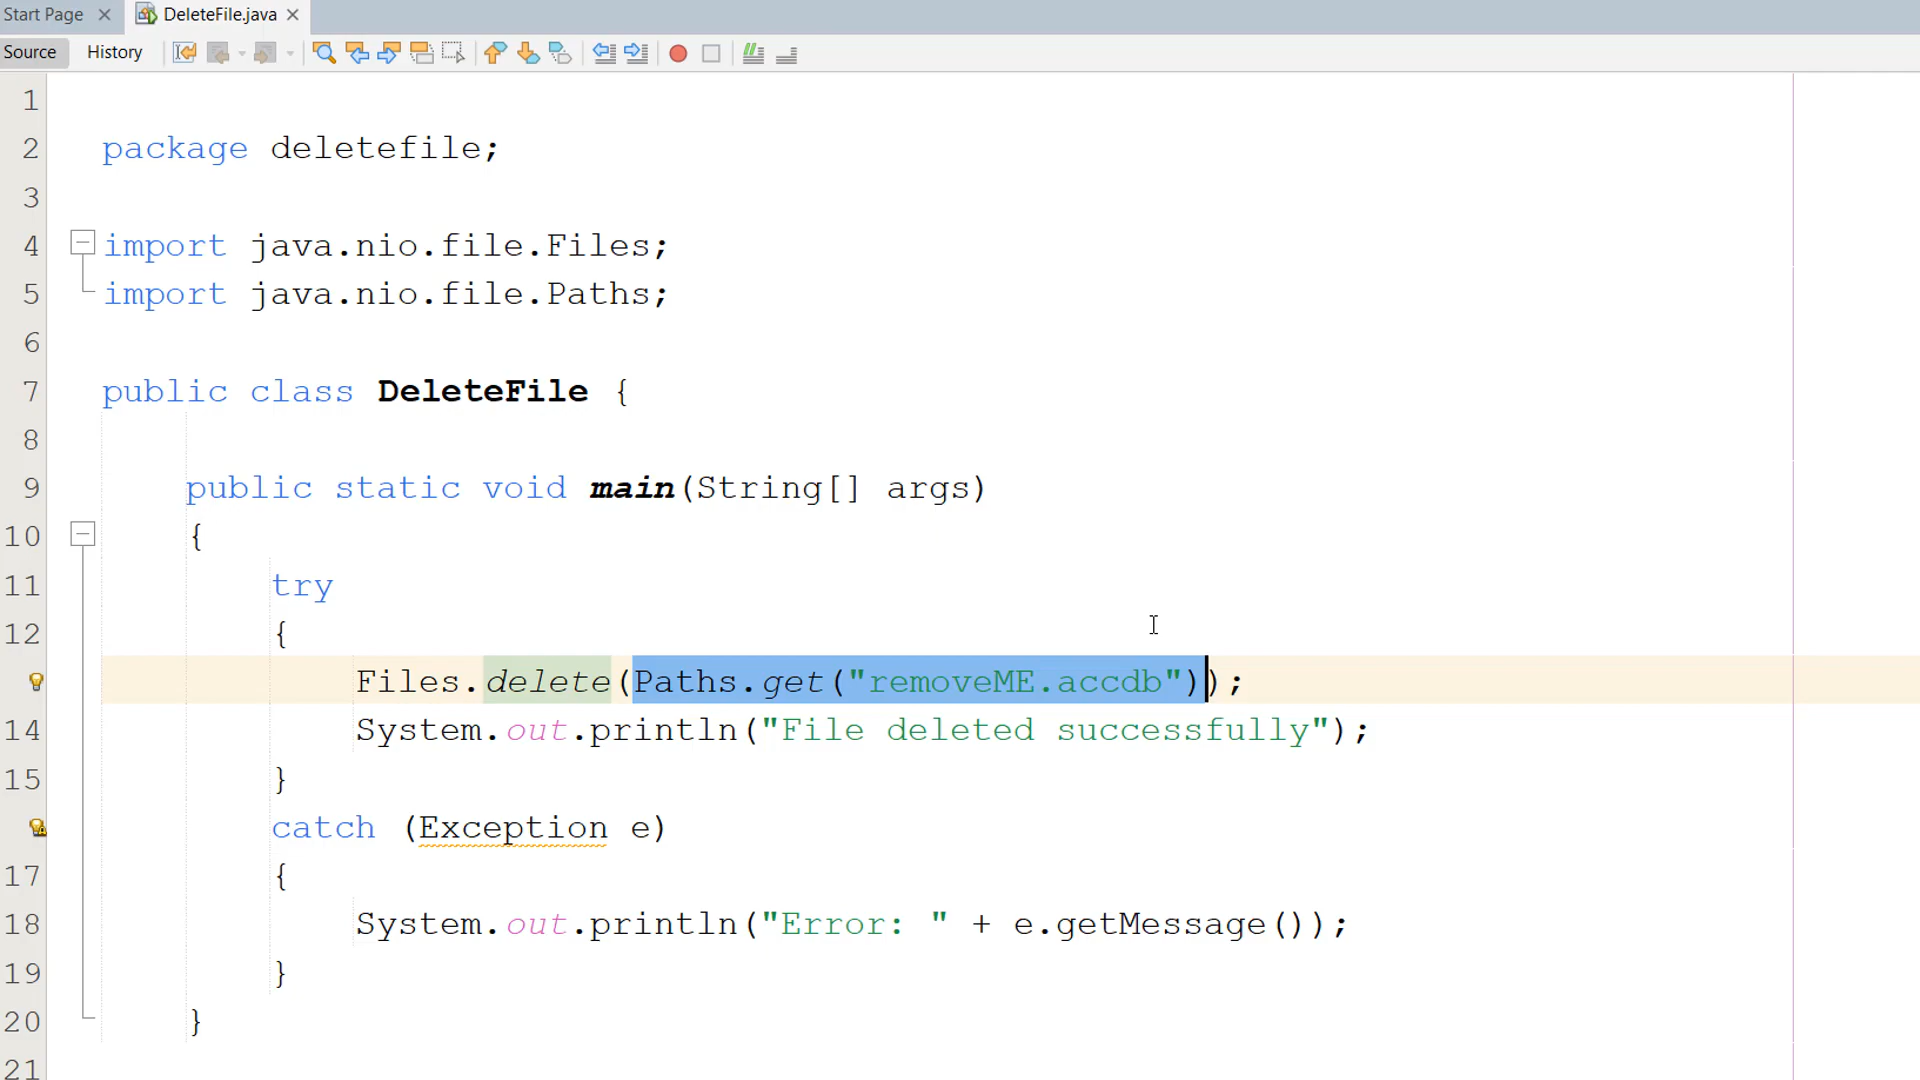 Start Page
DeleteFile.java
Source
History
1
2 package deletefile;
3
4 import java.nio.file.Files;
5 import java.nio.file.Paths;
6
7 public class DeleteFile {
8
9 public static void main(String[] args)
10 {
11 try
12 {
Files.delete(Paths.get("removeME.accdb"));
14 System.out.println("File deleted successfully");
15 }
catch (Exception e)
17 {
18 System.out.println("Error: " + e.getMessage());
19 }
20 }
21